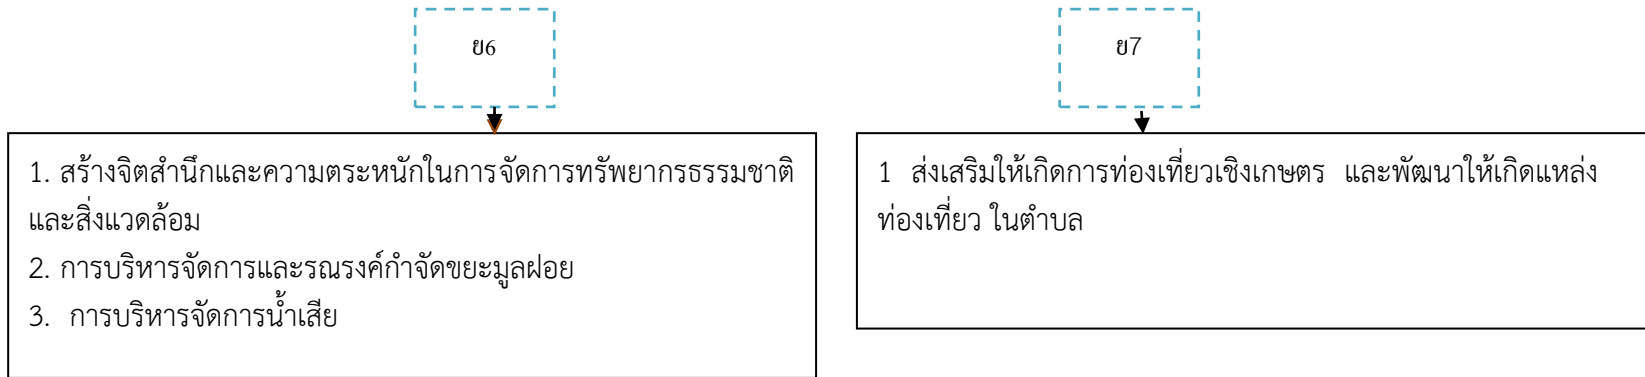 ย6
ย7
1. สร้างจิตสำนึกและความตระหนักในการจัดการทรัพยากรธรรมชาติ
และสิ่งแวดล้อม
2. การบริหารจัดการและรณรงค์กำจัดขยะมูลฝอย
3. การบริหารจัดการน้ำเสีย
1 ส่งเสริมให้เกิดการท่องเที่ยวเชิงเกษตร และพัฒนาให้เกิดแหล่ง
ท่องเที่ยว ในตำบล